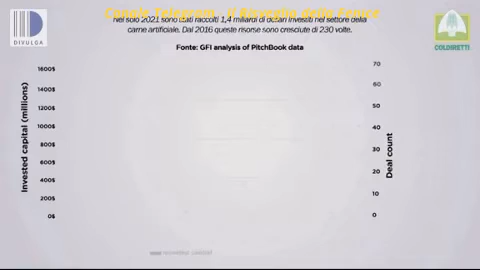 Canale Telegram - Il Risveglio della Fenice
Nel solo 2021 sono stati raccolti 1,4 miliardi di dollari investiti nel settore della
carne artificiale. Dal 2016 queste risorse sono cresciute di 230 volte.
Fonte: GFI analysis of PitchBook data
DIVULGA
COLDIRETTI
Invested capital (millions)
1600$
1400$
1200$
1000$
800$
600$
400$
200$
0$
70
60
50
40
30
20
10
0
Deal count
Invested capital